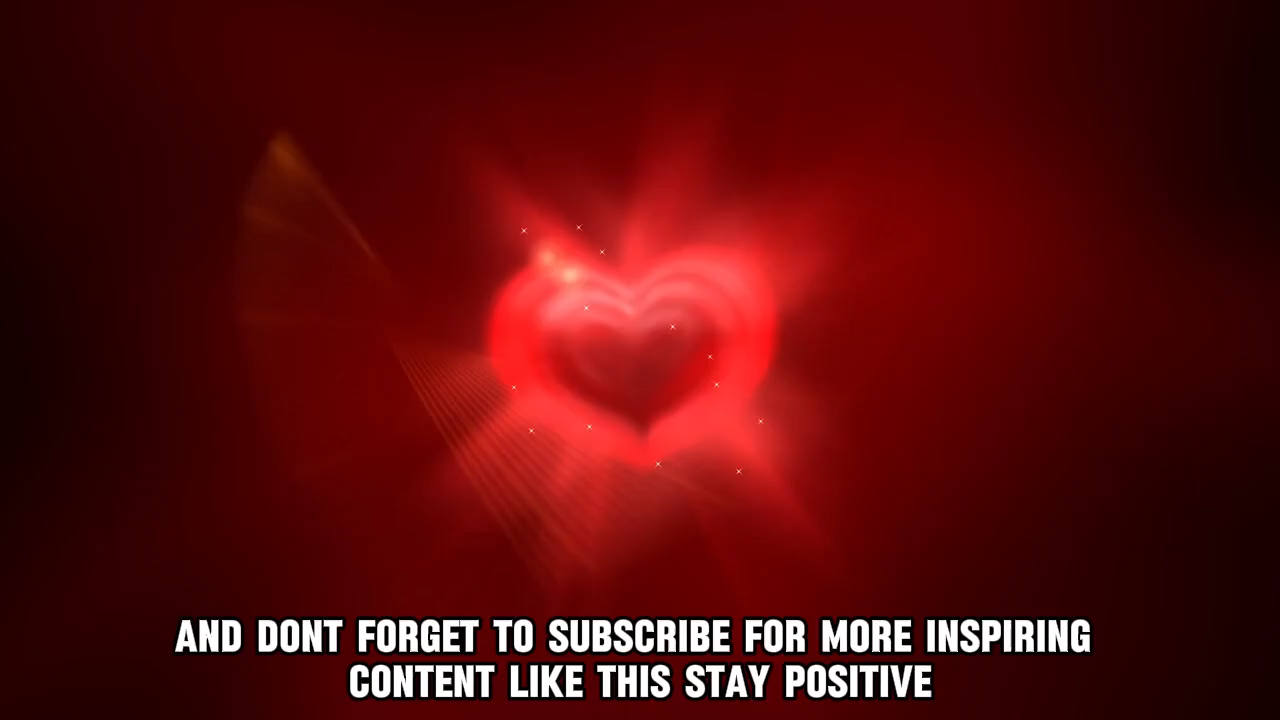 AND DONT FORGET TO SUBSCRIBE FOR MORE INSPIRING
CONTENT LIKE THIS STAY POSITIVE